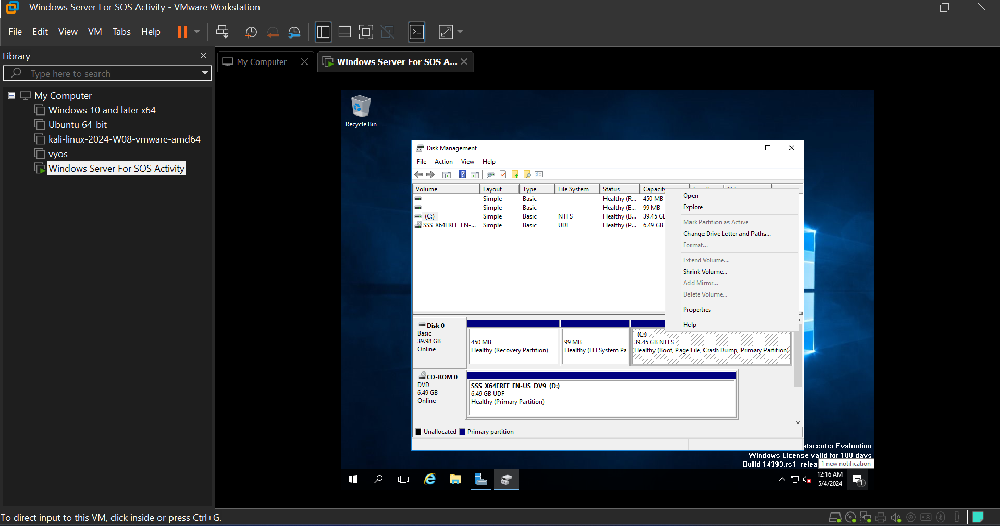 Windows Server For SOS Activity - VMware Workstation
File Edit View VM Tabs Help
Library
Type here to search
My Computer
Windows 10 and later x64
Ubuntu 64-bit
kali-linux-2024-W08-vmware-amd64
vyos
Windows Server For SOS Activity
My Computer
Windows Server For SOS A...
Recycle Bin
Disk Management
File Action View Help
Volume Layout Type File System Status Capacity
Simple Basic Healthy (R... 450 MB
Simple Basic Healthy (E... 99 MB
(C:) Simple Basic NTFS Healthy (B... 39.45 GB
SSS_X64FREE_EN-... Simple Basic UDF Healthy (P... 6.49 GB
Open
Explore
Mark Partition as Active
Change Drive Letter and Paths...
Format...
Extend Volume...
Shrink Volume...
Add Mirror...
Delete Volume...
Properties
Help
Disk 0
Basic
39.98 GB
Online
450 MB
Healthy (Recovery Partition)
99 MB
Healthy (EFI System Pa
(C:)
39.45 GB NTFS
Healthy (Boot, Page File, Crash Dump, Primary Partition)
CD-ROM 0
DVD
6.49 GB
Online
SSS_X64FREE_EN-US_DV9 (D:)
6.49 GB UDF
Healthy (Primary Partition)
Unallocated Primary partition
atacenter Evaluation
Windows License valid for 180 days
Build 14393.rs1_relea
1 new notification
12:16 AM
5/4/2024
1
To direct input to this VM, click inside or press Ctrl+G.